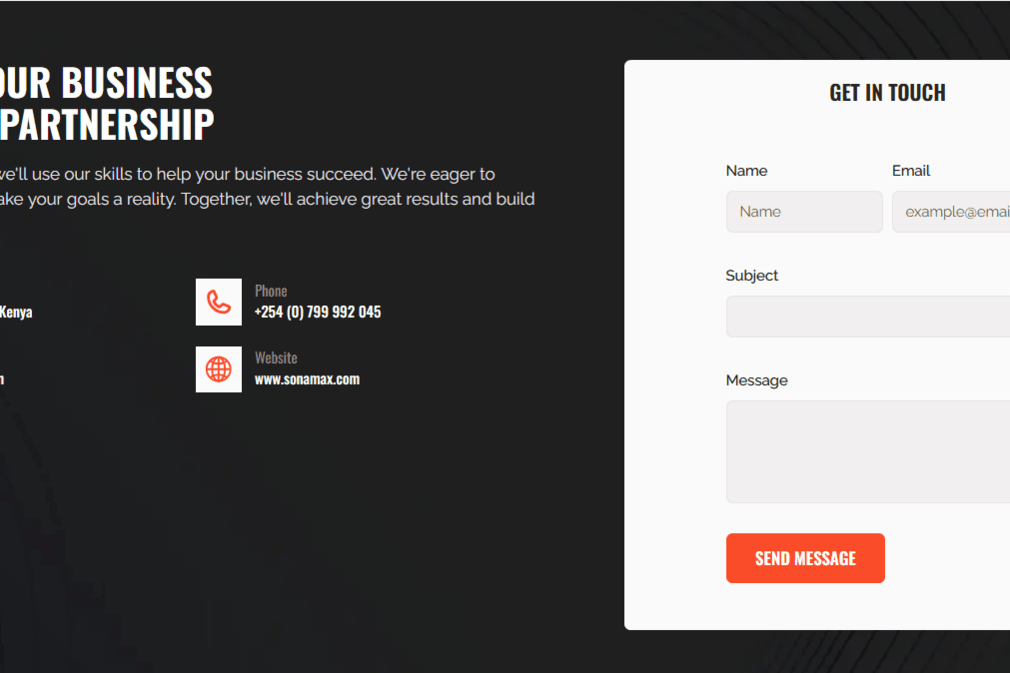 OUR BUSINESS
PARTNERSHIP
we'll use our skills to help your business succeed. We're eager to
your goals a reality. Together, we'll achieve great results and build
Kenya
Phone
+254 (0) 799 992 045
Website
www.sonamax.com
GET IN TOUCH
Name
Email
Name
example@emai
Subject
Message
SEND MESSAGE